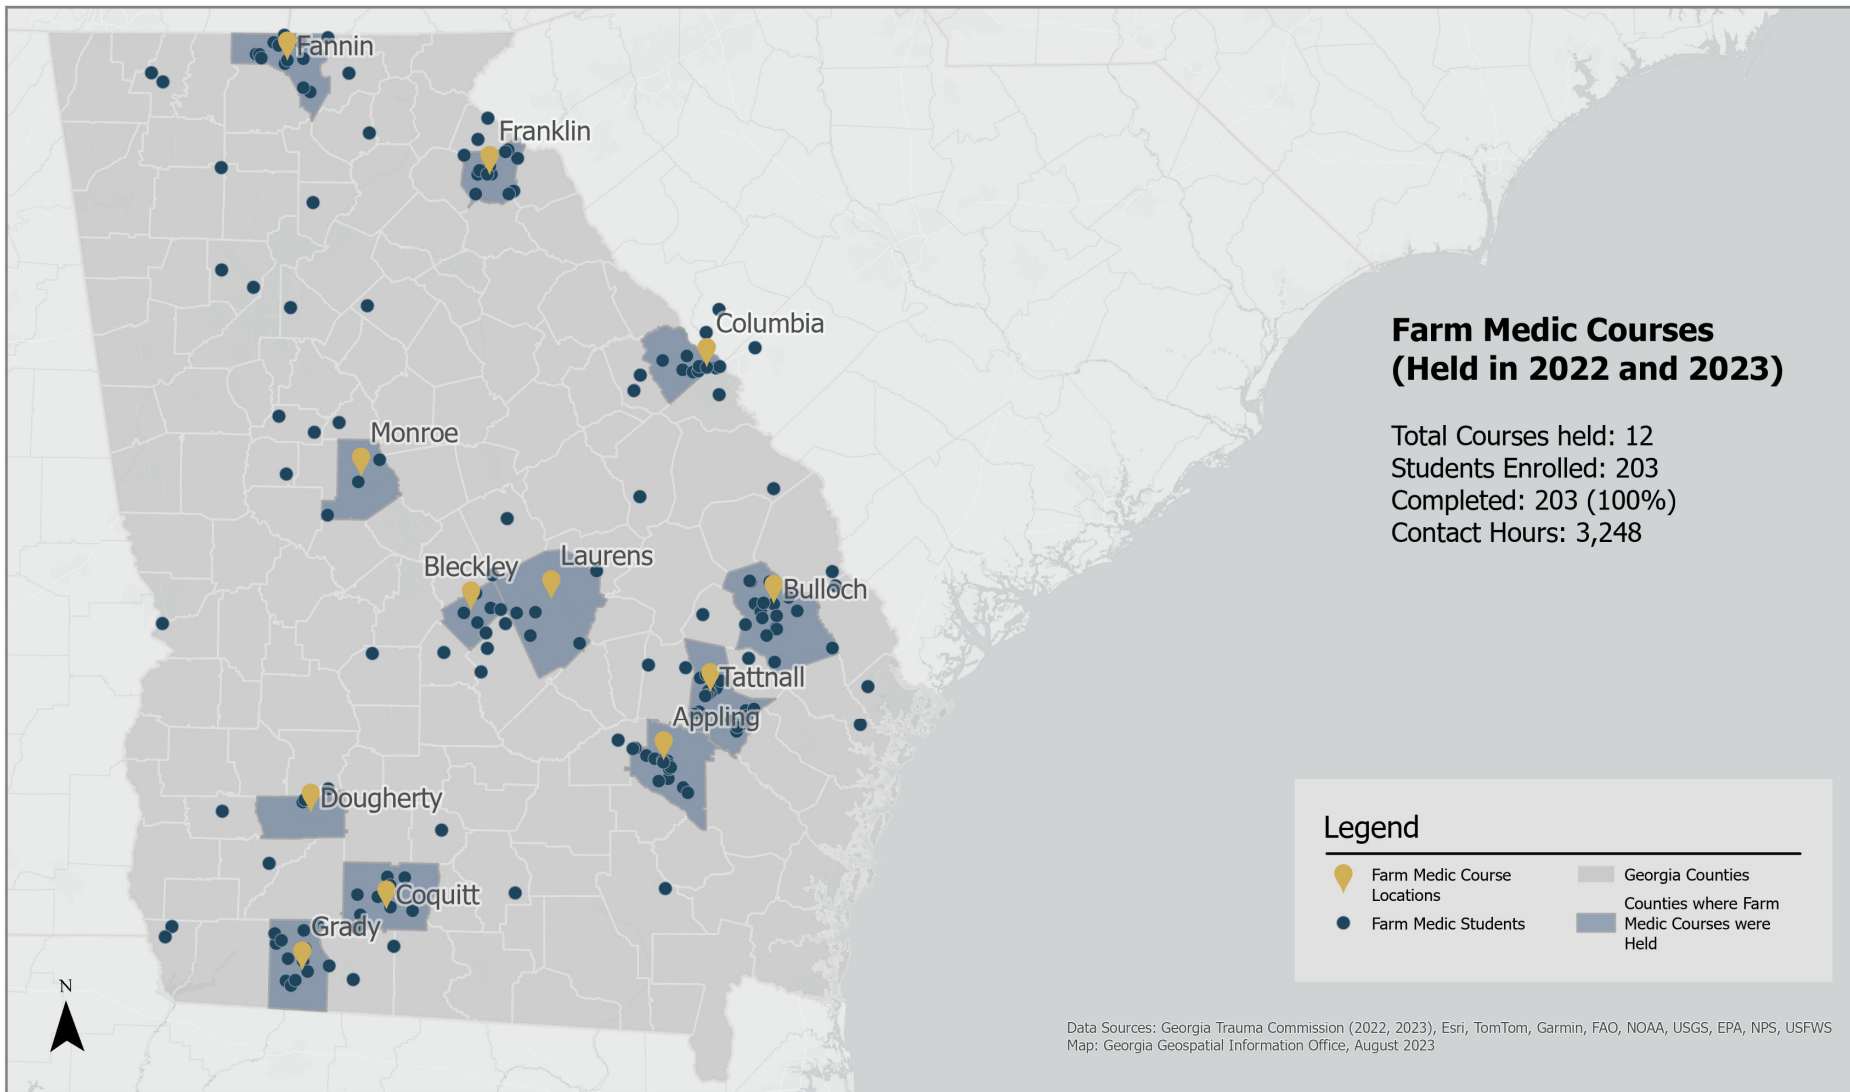 Fannin
Franklin
Columbia
Monroe
Bleckley
Laurens
Bulloch
Tattnall
Appling
Dougherty
Coquitt
Grady
N
Farm Medic Courses
(Held in 2022 and 2023)
Total Courses held: 12
Students Enrolled: 203
Completed: 203 (100%)
Contact Hours: 3,248
Legend
Farm Medic Course
Locations
Farm Medic Students
Georgia Counties
Counties where Farm
Medic Courses were
Held
Data Sources: Georgia Trauma Commission (2022, 2023), Esri, TomTom, Garmin, FAO, NOAA, USGS, EPA, NPS, USFWS
Map: Georgia Geospatial Information Office, August 2023